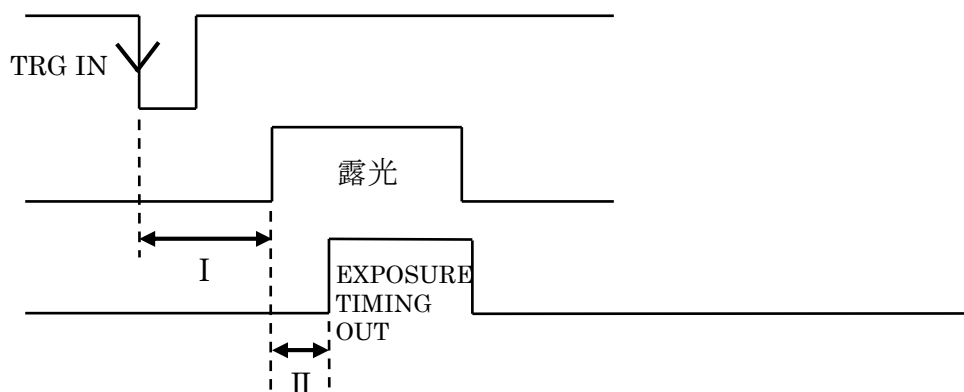 TRG IN
露光
I
EXPOSURE
TIMING
OUT
II